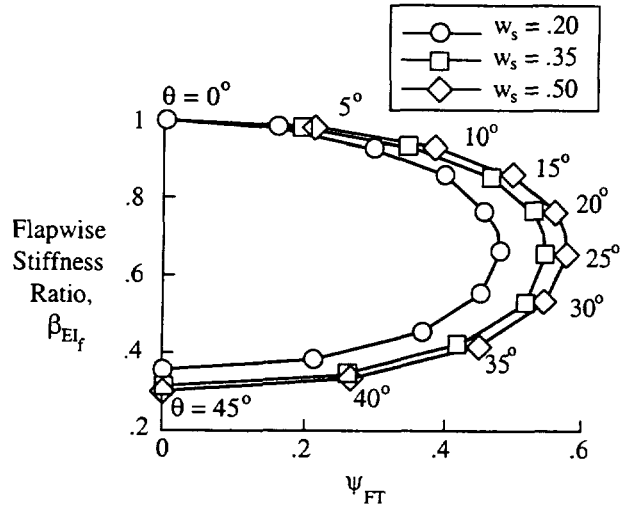 w_s = .20
w_s = .35
w_s = .50
θ = 0°
5°
10°
15°
20°
25°
30°
35°
40°
θ = 45°
1
.8
.6
.4
.2
Flapwise
Stiffness
Ratio,
β_EI_f
0
.2
.4
.6
Ψ_FT